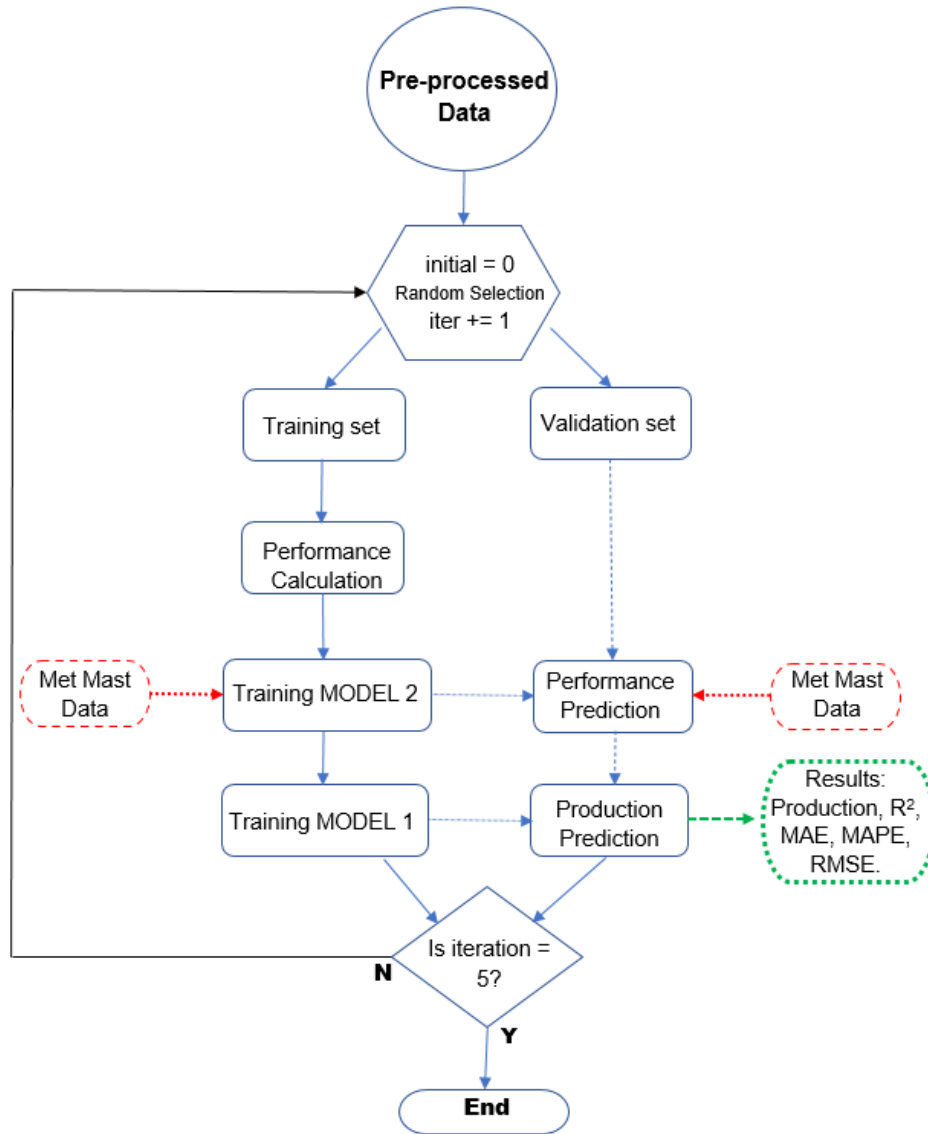 Pre-processed
Data
initial = 0
Random Selection
iter += 1
Training set
Validation set
Performance
Calculation
Met Mast
Data
Training MODEL 2
Performance
Prediction
Met Mast
Data
Training MODEL 1
Production
Prediction
Results:
Production, R²,
MAE, MAPE,
RMSE.
Is iteration =
5?
N
Y
End